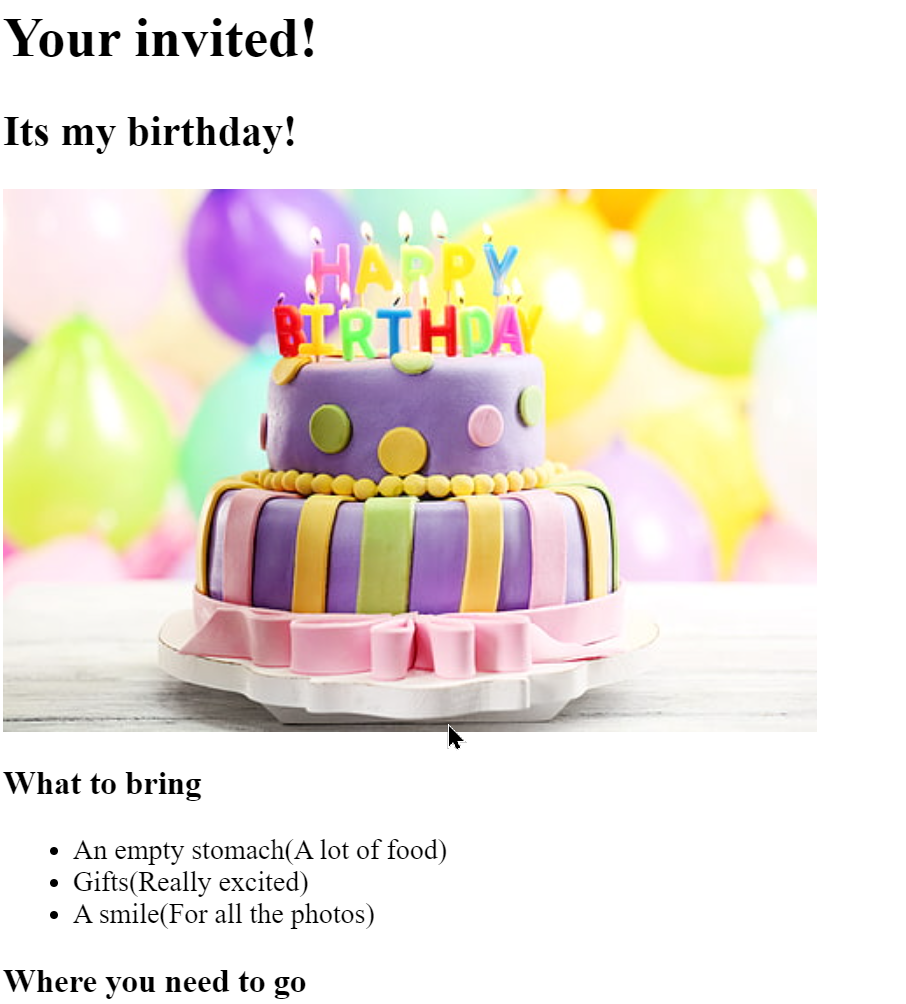 Your invited!
Its my birthday!
HAPPY
BIRTHDAY
What to bring
An empty stomach(A lot of food)
Gifts(Really excited)
A smile(For all the photos)
Where you need to go